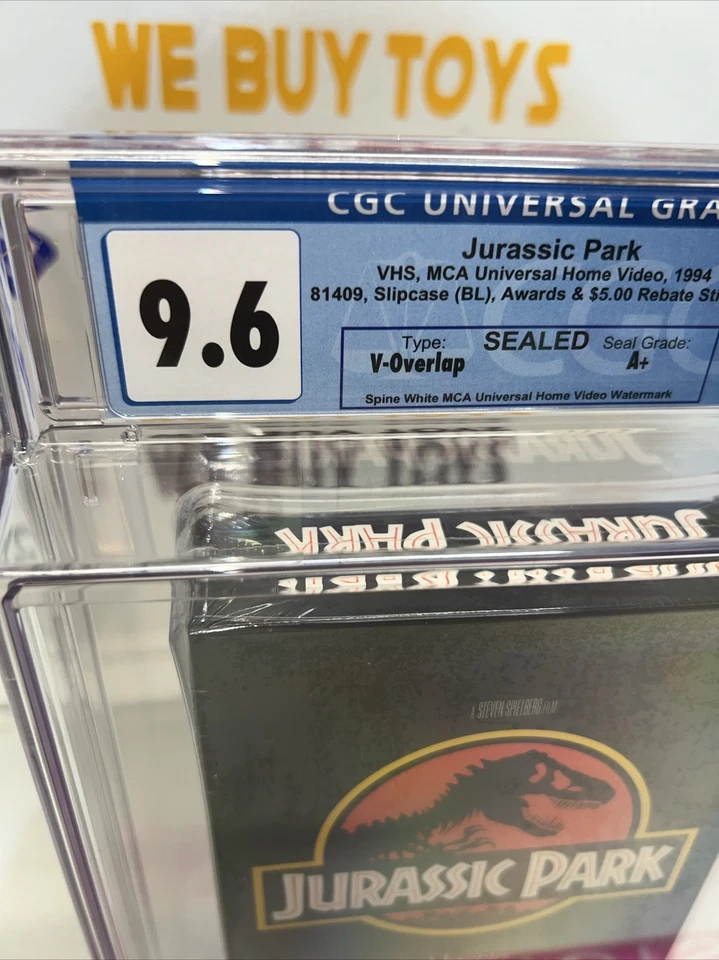 WE BUY TOYS
CGC UNIVERSAL GRA
9.6
Jurassic Park
VHS, MCA Universal Home Video, 1994
81409, Slipcase (BL), Awards & $5.00 Rebate Sti
Type: SEALED Seal Grade:
V-Overlap A+
Spine White MCA Universal Home Video Watermark
JURASSIC PARK
A STEVEN SPIELBERG FILM
JURASSIC PARK